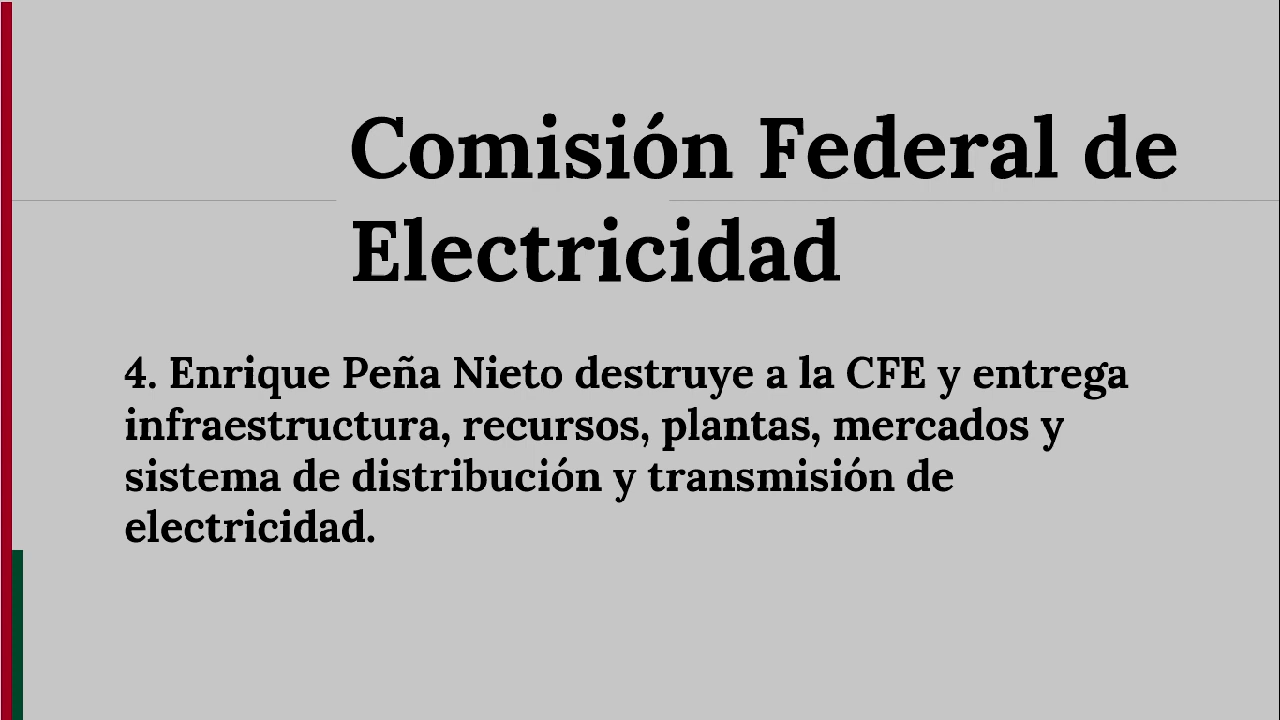 Comisión Federal de
Electricidad
4. Enrique Peña Nieto destruye a la CFE y entrega
infraestructura, recursos, plantas, mercados y
sistema de distribución y transmisión de
electricidad.